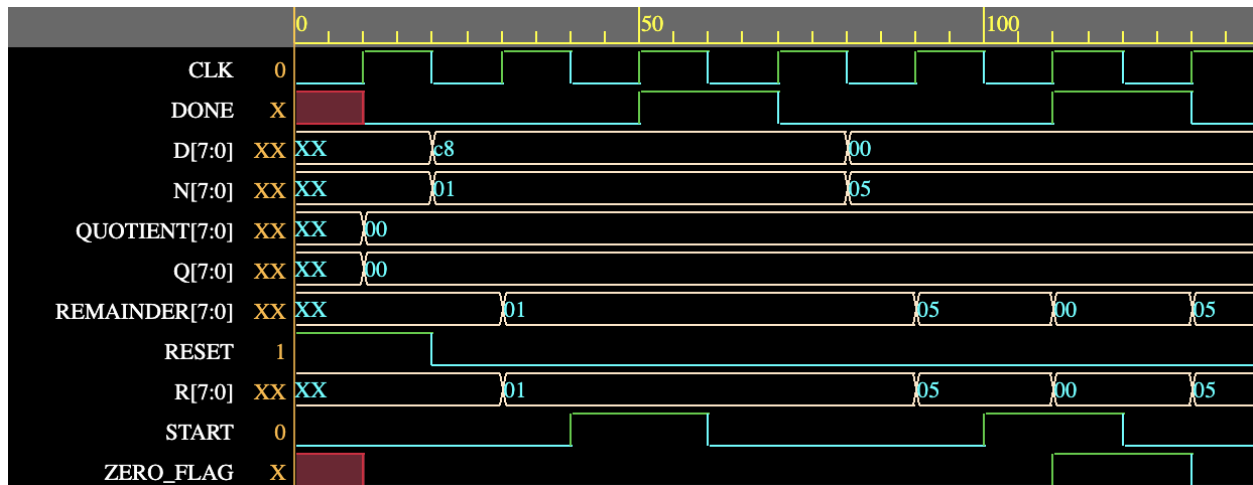 0 50 100
CLK 0
DONE X
D[7:0] XX XX c8 00
N[7:0] XX XX 01 05
QUOTIENT[7:0] XX XX 00
Q[7:0] XX XX 00
REMAINDER[7:0] XX XX 01 05 00 05
RESET 1
R[7:0] XX XX 01 05 00 05
START 0
ZERO_FLAG X